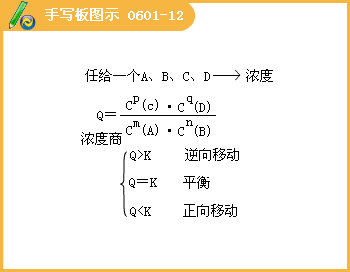 手写板图示 0601-12
任给一个A、B、C、D⟶浓度
Q＝ C^p(c)·C^q(D) / C^m(A)·C^n(B)
浓度商
Q>K 逆向移动
Q＝K 平衡
Q<K 正向移动